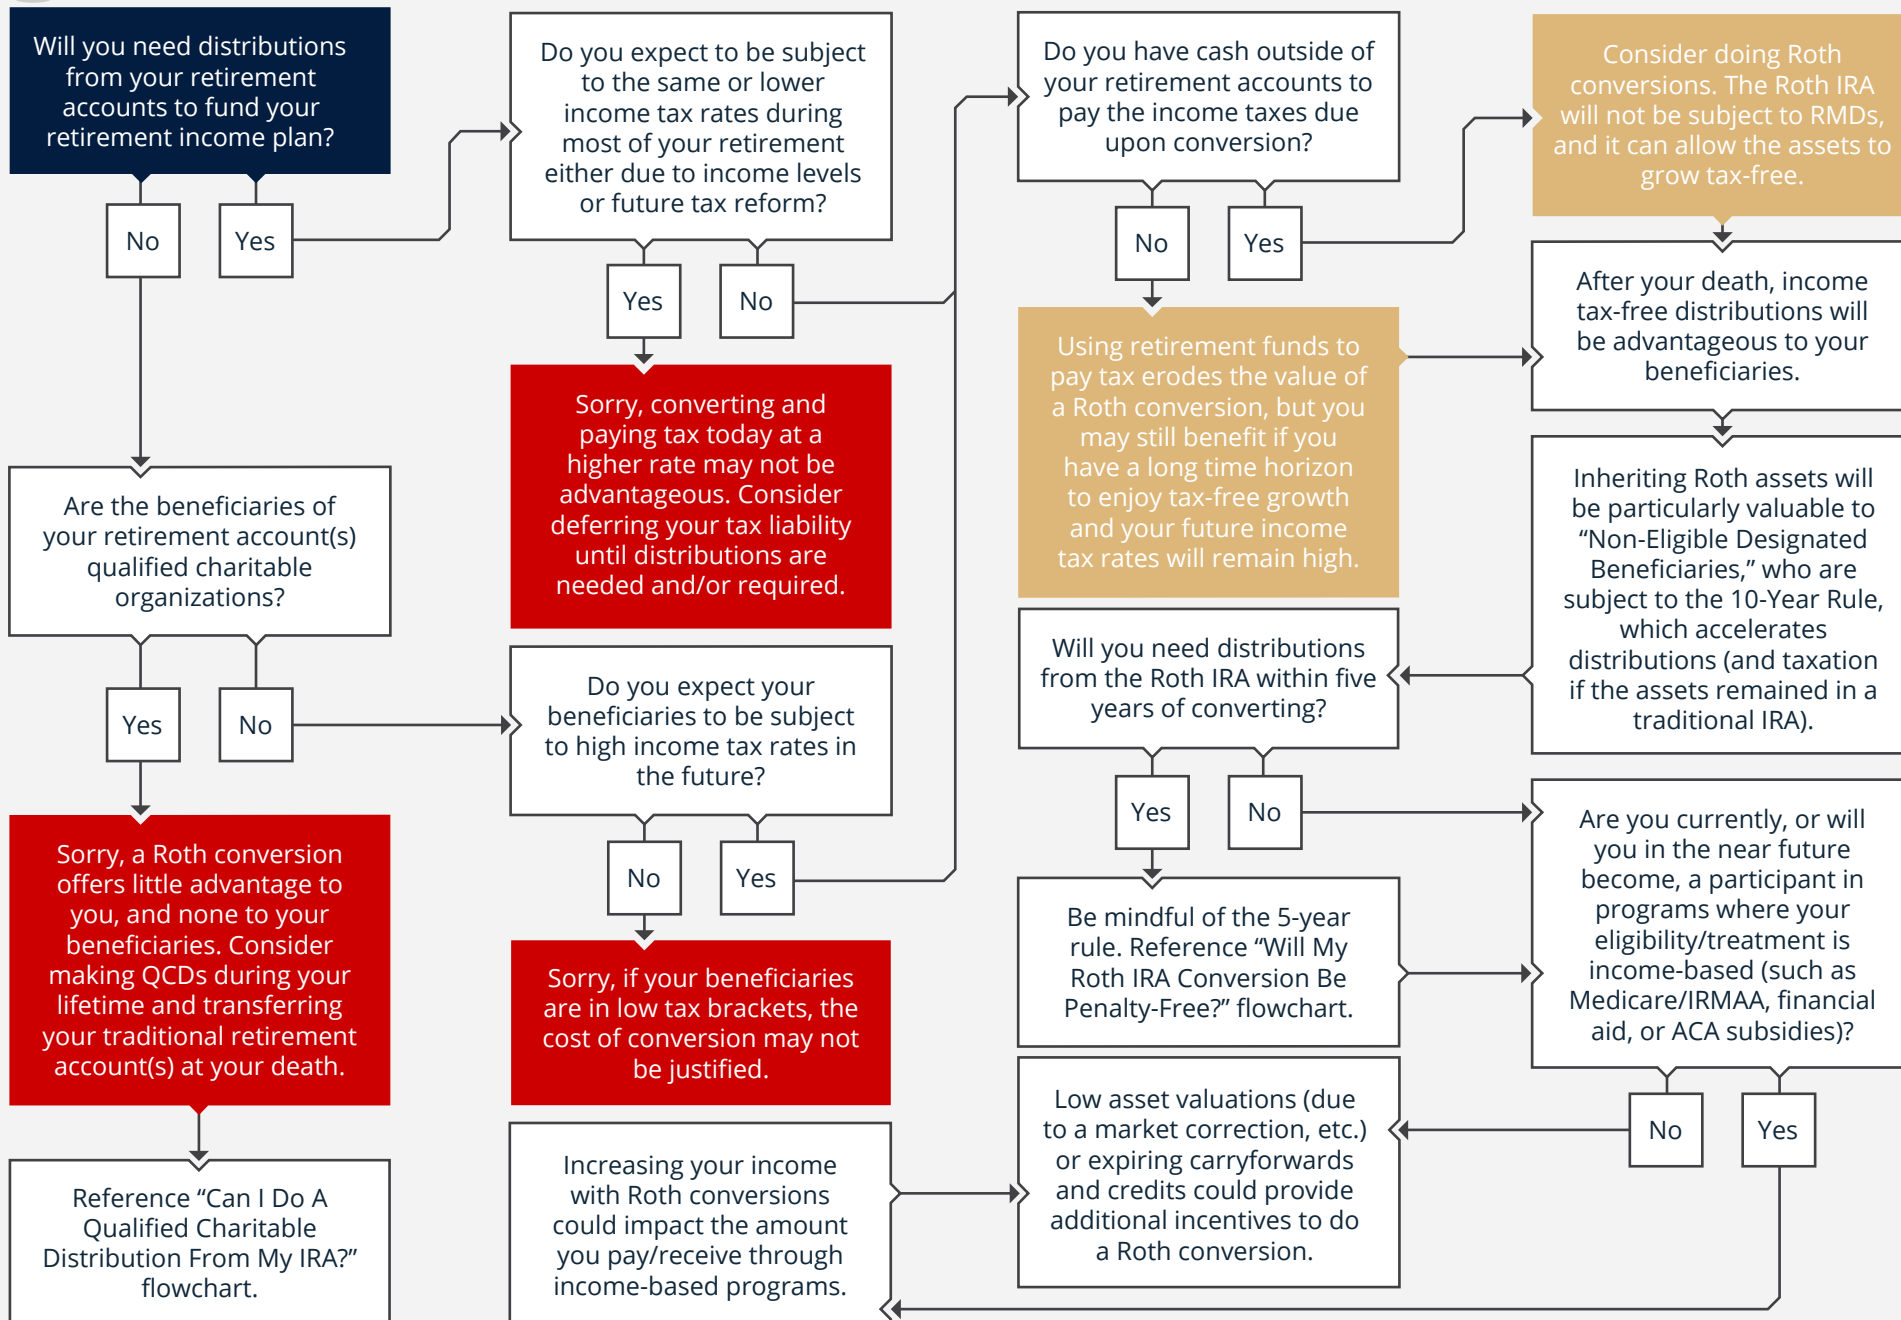 Will you need distributions
from your retirement
accounts to fund your
retirement income plan?
No
Yes
Do you expect to be subject
to the same or lower
income tax rates during
most of your retirement
either due to income levels
or future tax reform?
Yes
No
Sorry, converting and
paying tax today at a
higher rate may not be
advantageous. Consider
deferring your tax liability
until distributions are
needed and/or required.
Are the beneficiaries of
your retirement account(s)
qualified charitable
organizations?
Yes
No
Sorry, a Roth conversion
offers little advantage to
you, and none to your
beneficiaries. Consider
making QCDs during your
lifetime and transferring
your traditional retirement
account(s) at your death.
Reference “Can I Do A
Qualified Charitable
Distribution From My IRA?”
flowchart.
Do you expect your
beneficiaries to be subject
to high income tax rates in
the future?
No
Yes
Sorry, if your beneficiaries
are in low tax brackets, the
cost of conversion may not
be justified.
Do you have cash outside of
your retirement accounts to
pay the income taxes due
upon conversion?
No
Yes
Using retirement funds to
pay tax erodes the value of
a Roth conversion, but you
may still benefit if you
have a long time horizon
to enjoy tax-free growth
and your future income
tax rates will remain high.
Consider doing Roth
conversions. The Roth IRA
will not be subject to RMDs,
and it can allow the assets to
grow tax-free.
After your death, income
tax-free distributions will
be advantageous to your
beneficiaries.
Inheriting Roth assets will
be particularly valuable to
“Non-Eligible Designated
Beneficiaries,” who are
subject to the 10-Year Rule,
which accelerates
distributions (and taxation
if the assets remained in a
traditional IRA).
Will you need distributions
from the Roth IRA within five
years of converting?
Yes
No
Be mindful of the 5-year
rule. Reference “Will My
Roth IRA Conversion Be
Penalty-Free?” flowchart.
Are you currently, or will
you in the near future
become, a participant in
programs where your
eligibility/treatment is
income-based (such as
Medicare/IRMAA, financial
aid, or ACA subsidies)?
No
Yes
Increasing your income
with Roth conversions
could impact the amount
you pay/receive through
income-based programs.
Low asset valuations (due
to a market correction, etc.)
or expiring carryforwards
and credits could provide
additional incentives to do
a Roth conversion.